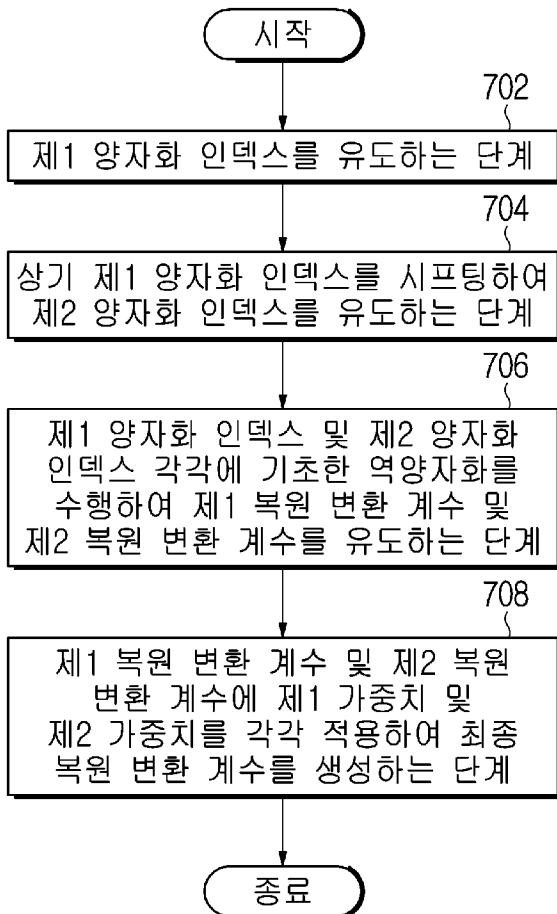 시작
702
제1 양자화 인덱스를 유도하는 단계
704
상기 제1 양자화 인덱스를 시프팅하여
제2 양자화 인덱스를 유도하는 단계
706
제1 양자화 인덱스 및 제2 양자화
인덱스 각각에 기초한 역양자화를
수행하여 제1 복원 변환 계수 및
제2 복원 변환 계수를 유도하는 단계
708
제1 복원 변환 계수 및 제2 복원
변환 계수에 제1 가중치 및
제2 가중치를 각각 적용하여 최종
복원 변환 계수를 생성하는 단계
종료